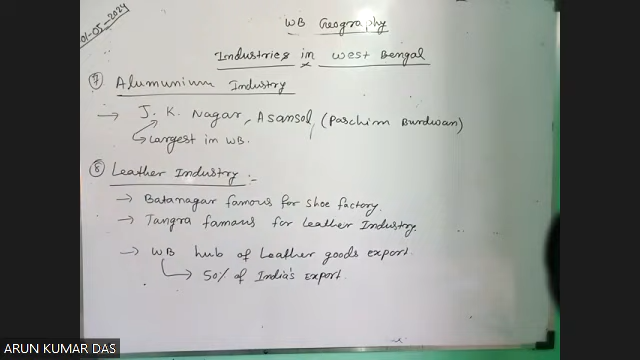 01-05-2024
WB Geography
Industries in West Bengal
⑦ Alumunium Industry
→ J. K. Nagar, Asansol, (Paschim Burdwan)
↳ Largest in WB.
⑧ Leather Industry :-
→ Batanagar famous for shoe factory.
→ Tangra famous for Leather Industry.
→ WB hub of Leather goods export.
↳ 50% of India's export.
ARUN KUMAR DAS